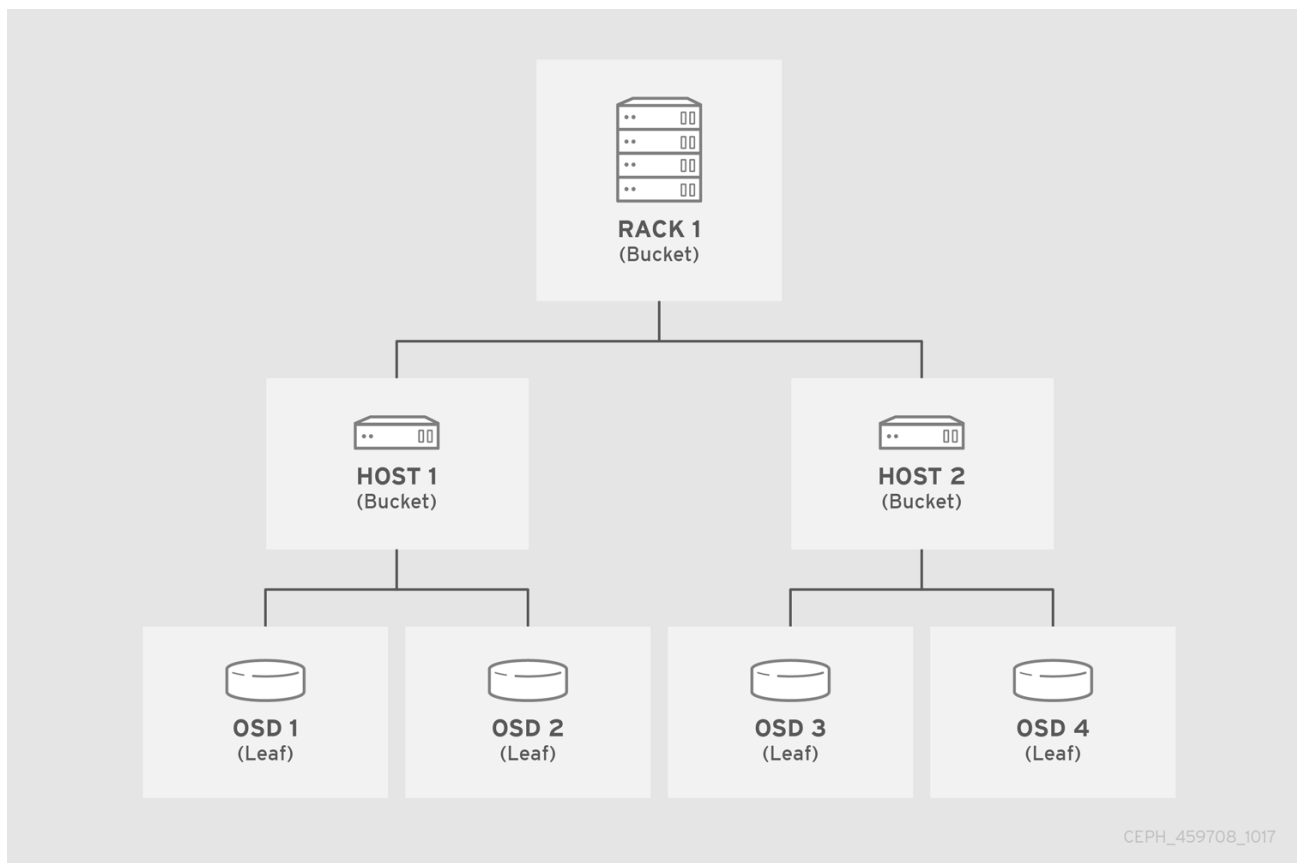 RACK 1
(Bucket)
HOST 1
(Bucket)
HOST 2
(Bucket)
OSD 1
(Leaf)
OSD 2
(Leaf)
OSD 3
(Leaf)
OSD 4
(Leaf)
CEPH_459708_1017